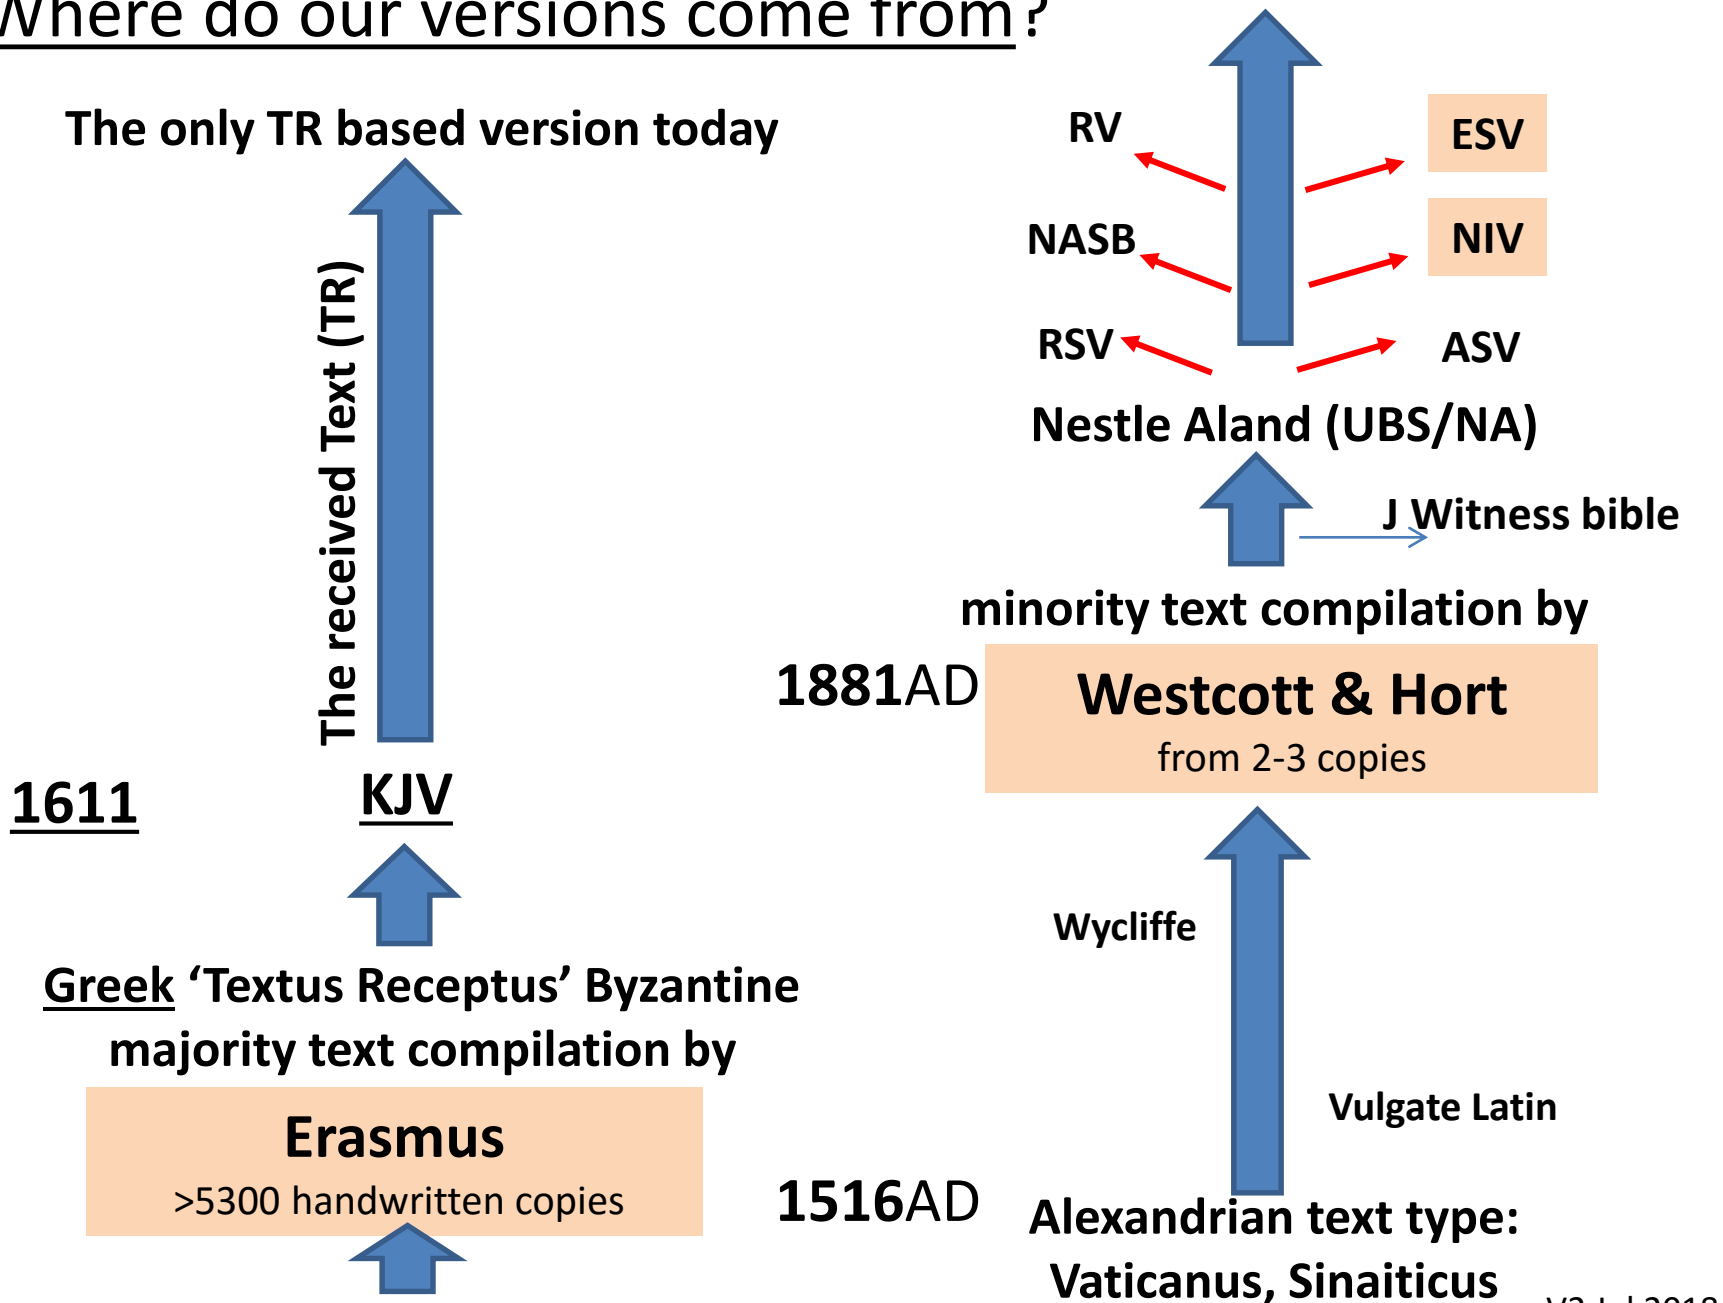 Where do our versions come from?
The only TR based version today
The received Text (TR)
1611
KJV
Greek ‘Textus Receptus’ Byzantine
majority text compilation by
Erasmus
>5300 handwritten copies
RV
ESV
NASB
NIV
RSV
ASV
Nestle Aland (UBS/NA)
J Witness bible
minority text compilation by
1881AD
Westcott & Hort
from 2-3 copies
Wycliffe
Vulgate Latin
1516AD
Alexandrian text type:
Vaticanus, Sinaiticus
2018